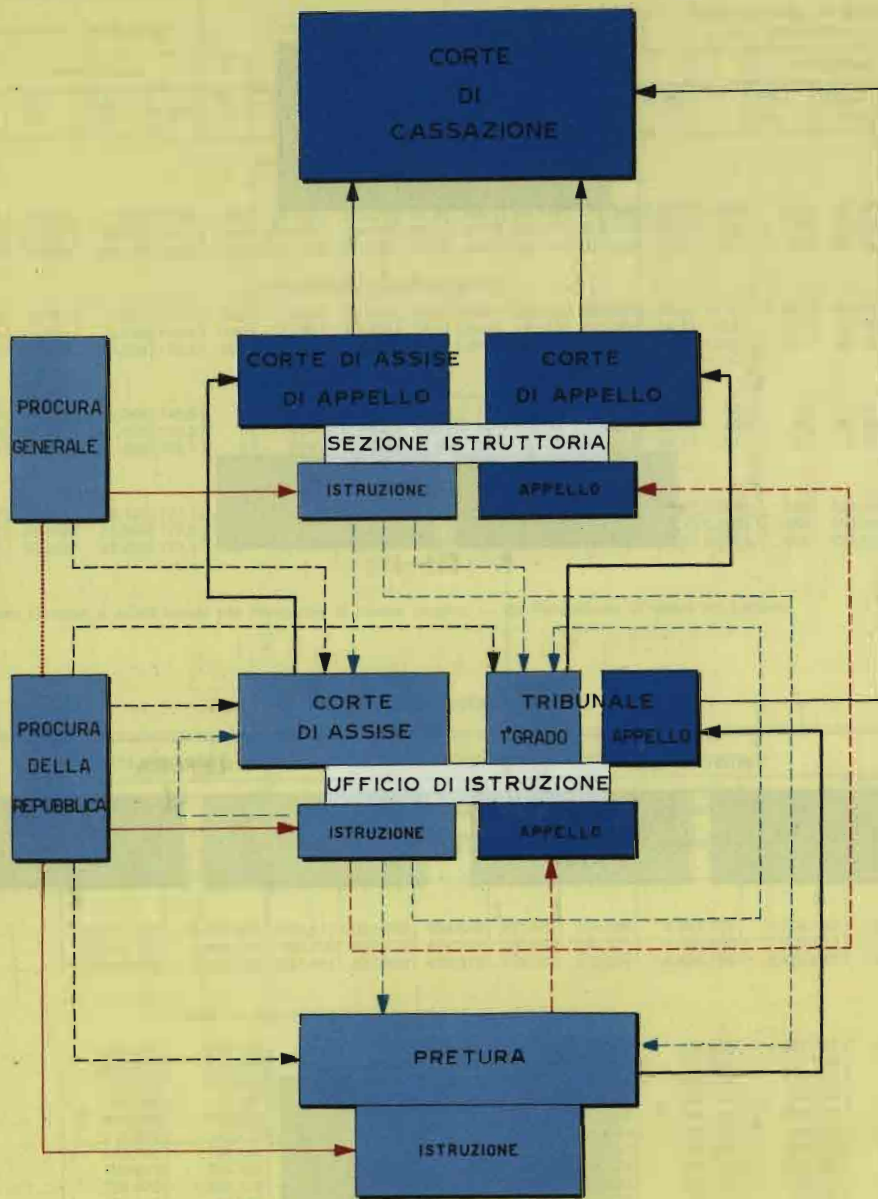 CORTE
DI
CASSAZIONE
CORTE DI ASSISE
DI APPELLO
CORTE
DI APPELLO
PROCURA
GENERALE
SEZIONE ISTRUTTORIA
ISTRUZIONE
APPELLO
PROCURA
DELLA
REPUBBLICA
CORTE
DI ASSISE
TRIBUNALE
1° GRADO
APPELLO
UFFICIO DI ISTRUZIONE
ISTRUZIONE
APPELLO
PRETURA
ISTRUZIONE